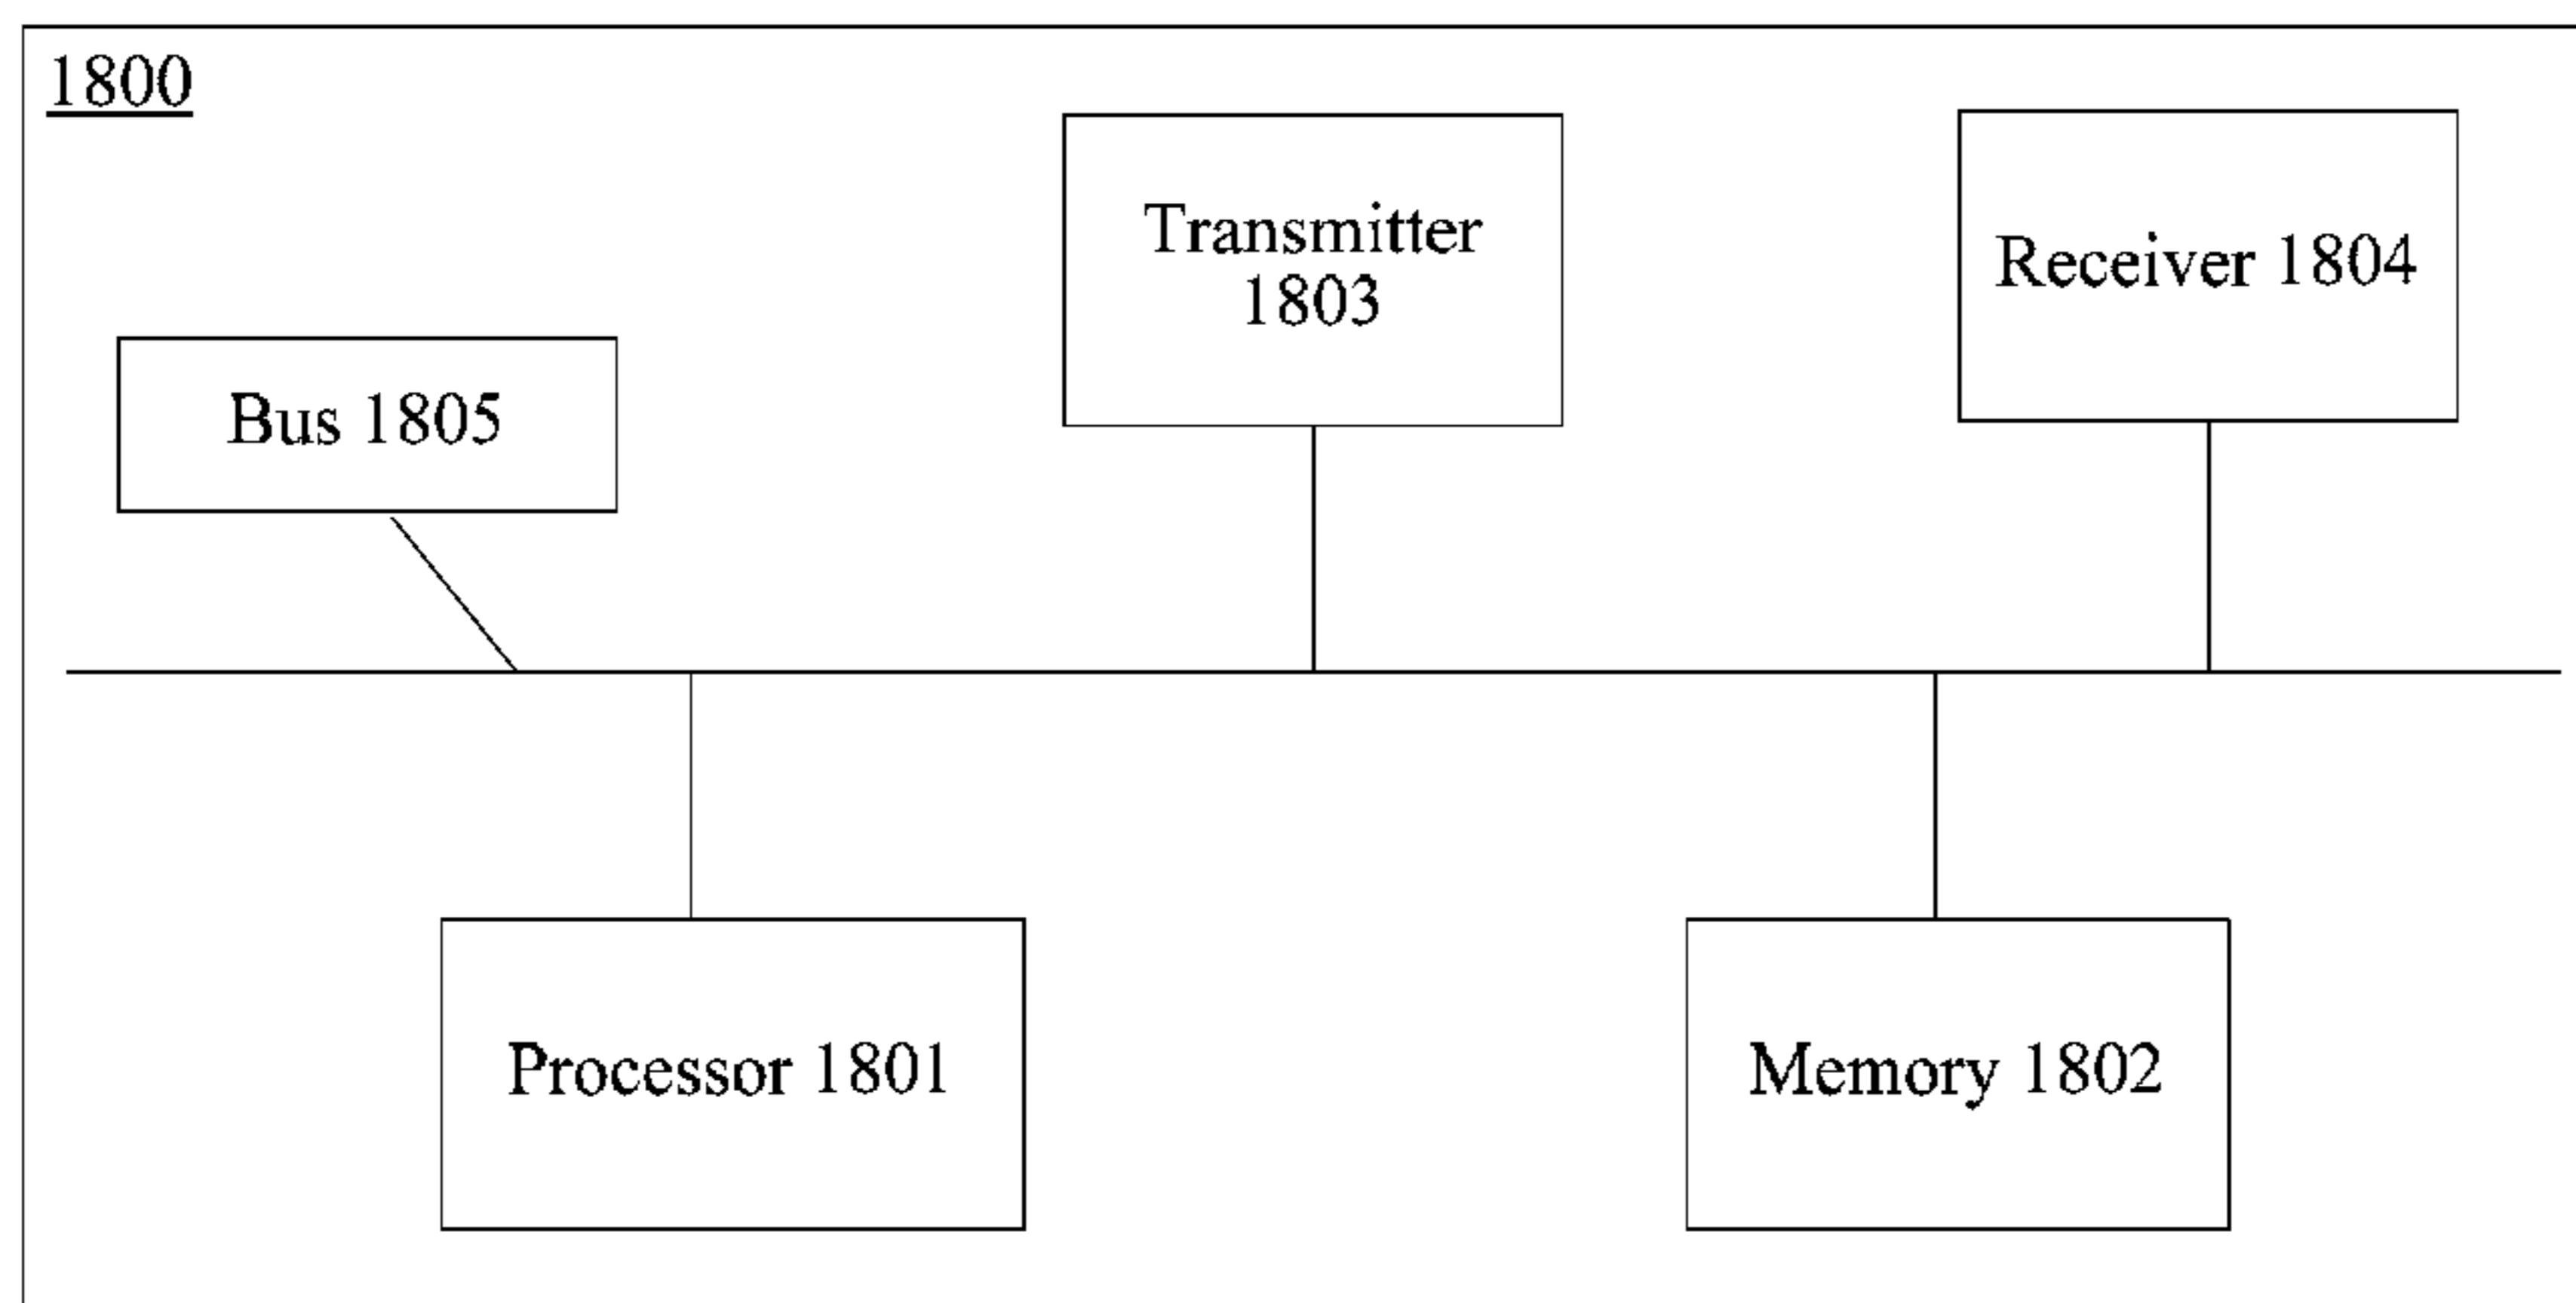 1800
Transmitter
1803
Receiver 1804
Bus 1805
Processor 1801
Memory 1802